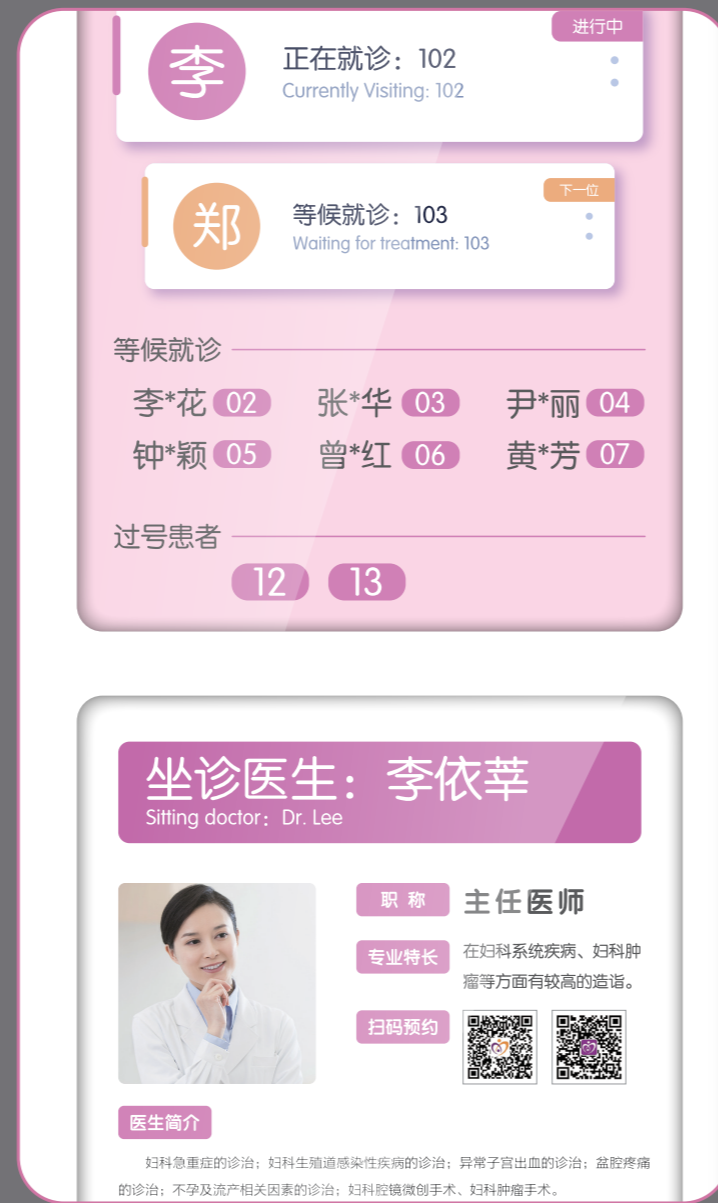 进行中
李
正在就诊：102
Currently Visiting: 102
下一位
郑
等候就诊：103
Waiting for treatment: 103
等候就诊
李*花 02 张*华 03 尹*丽 04
钟*颖 05 曾*红 06 黄*芳 07
过号患者
12 13
坐诊医生：李依莘
Sitting doctor：Dr. Lee
职 称 主任医师
专业特长 在妇科系统疾病、妇科肿
瘤等方面有较高的造诣。
扫码预约
医生简介
妇科急重症的诊治；妇科生殖道感染性疾病的诊治；异常子宫出血的诊治；盆腔疼痛
的诊治；不孕及流产相关因素的诊治；妇科腔镜微创手术、妇科肿瘤手术。